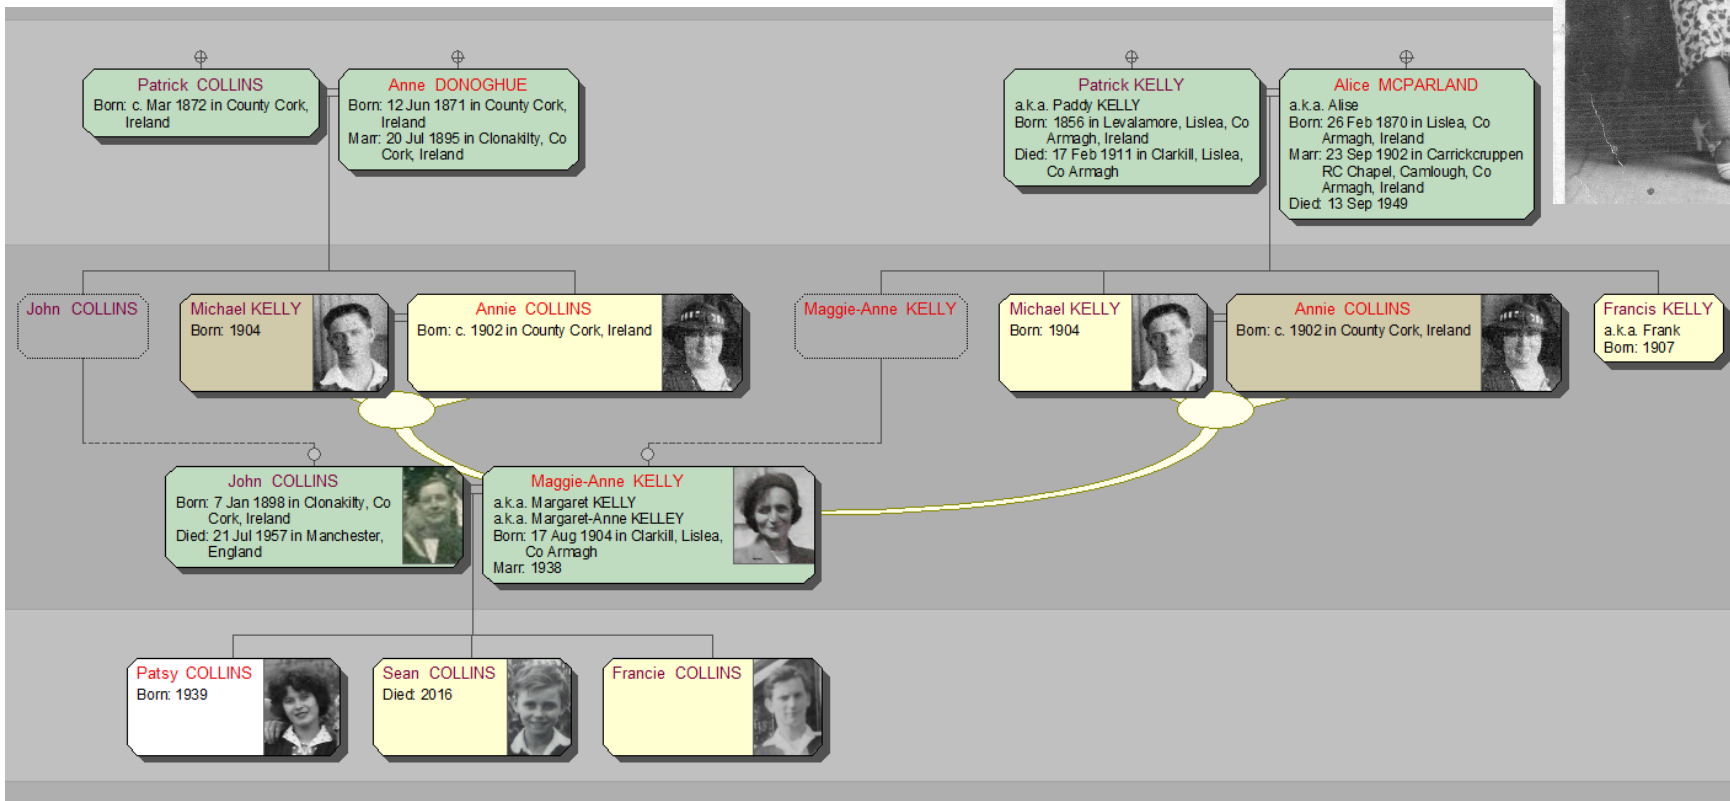 Patrick COLLINS
Born: c. Mar 1872 in County Cork,
Ireland
Anne DONOGHUE
Born: 12 Jun 1871 in County Cork,
Ireland
Marr: 20 Jul 1895 in Clonakilty, Co
Cork, Ireland
Patrick KELLY
a.k.a. Paddy KELLY
Born: 1856 in Levalamore, Lislea, Co
Armagh, Ireland
Died: 17 Feb 1911 in Clarkill, Lislea,
Co Armagh
Alice MCPARLAND
a.k.a. Alise
Born: 26 Feb 1870 in Lislea, Co
Armagh, Ireland
Marr: 23 Sep 1902 in Carrickcruppen
RC Chapel, Camlough, Co
Armagh, Ireland
Died: 13 Sep 1949
John COLLINS
Michael KELLY
Born: 1904
Annie COLLINS
Born: c. 1902 in County Cork, Ireland
Maggie-Anne KELLY
Michael KELLY
Born: 1904
Annie COLLINS
Born: c. 1902 in County Cork, Ireland
Francis KELLY
a.k.a. Frank
Born: 1907
John COLLINS
Born: 7 Jan 1898 in Clonakilty, Co
Cork, Ireland
Died: 21 Jul 1957 in Manchester,
England
Maggie-Anne KELLY
a.k.a. Margaret KELLY
a.k.a. Margaret-Anne KELLEY
Born: 17 Aug 1904 in Clarkill, Lislea,
Co Armagh
Marr: 1938
Patsy COLLINS
Born: 1939
Sean COLLINS
Died: 2016
Francie COLLINS